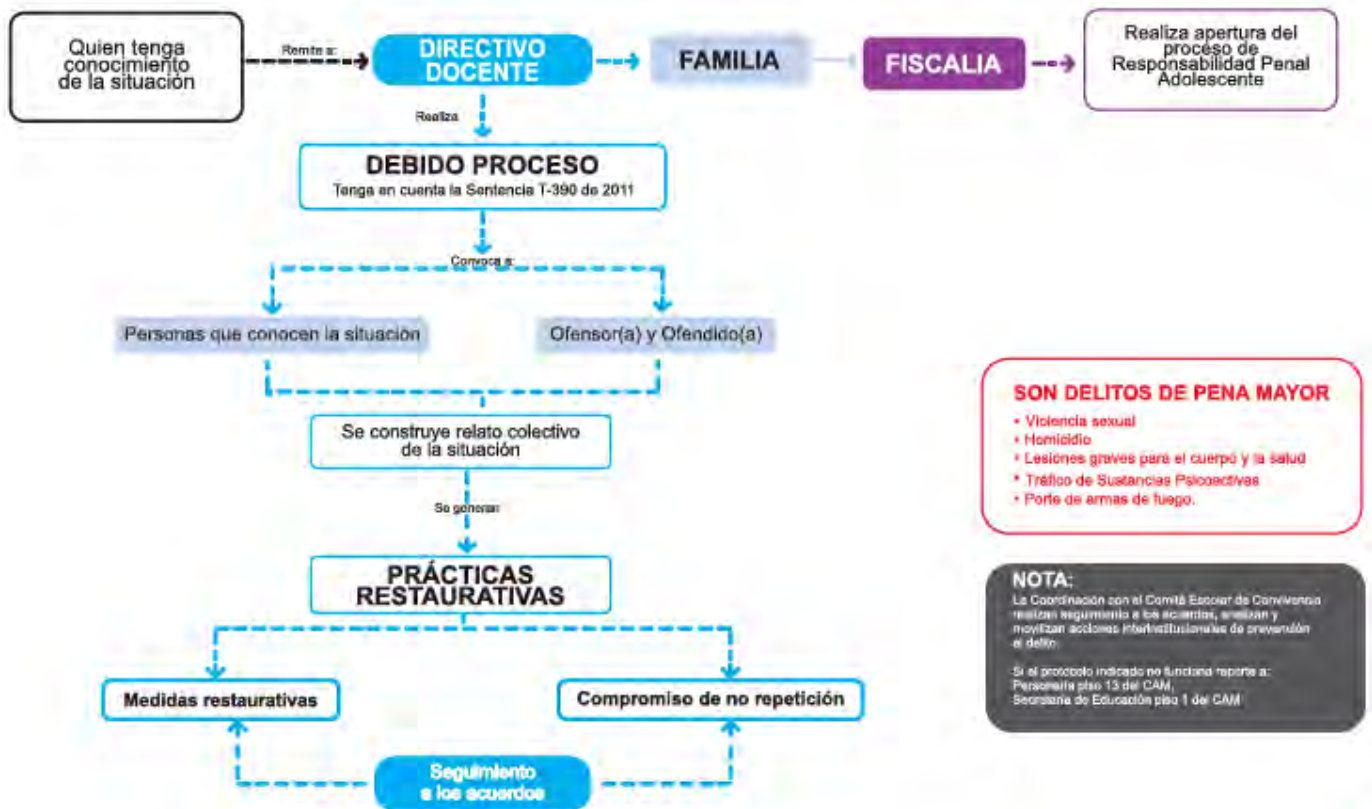 Quien tenga
conocimiento
de la situación
Remite a:
DIRECTIVO
DOCENTE
FAMILIA
FISCALIA
Realiza apertura del
proceso de
Responsabilidad Penal
Adolescente
Realiza
DEBIDO PROCESO
Tenga en cuenta la Sentencia T-390 de 2011
Convoca a:
Personas que conocen la situación
Ofensor(a) y Ofendido(a)
Se construye relato colectivo
de la situación
Se generan
PRÁCTICAS
RESTAURATIVAS
Medidas restaurativas
Compromiso de no repetición
Seguimiento
a los acuerdos
SON DELITOS DE PENA MAYOR
• Violencia sexual
• Homicidio
• Lesiones graves para el cuerpo y la salud
• Tráfico de Sustancias Psicoactivas
• Porte de armas de fuego.
NOTA:
La Coordinación con el Comité Escolar de Convivencia
realizan seguimiento a los acuerdos, analizan y
movilizan acciones interinstitucionales de prevención
al delito.
Si el protocolo indicado no funciona reporte a:
Personería piso 13 del CAM,
Secretaría de Educación piso 1 del CAM